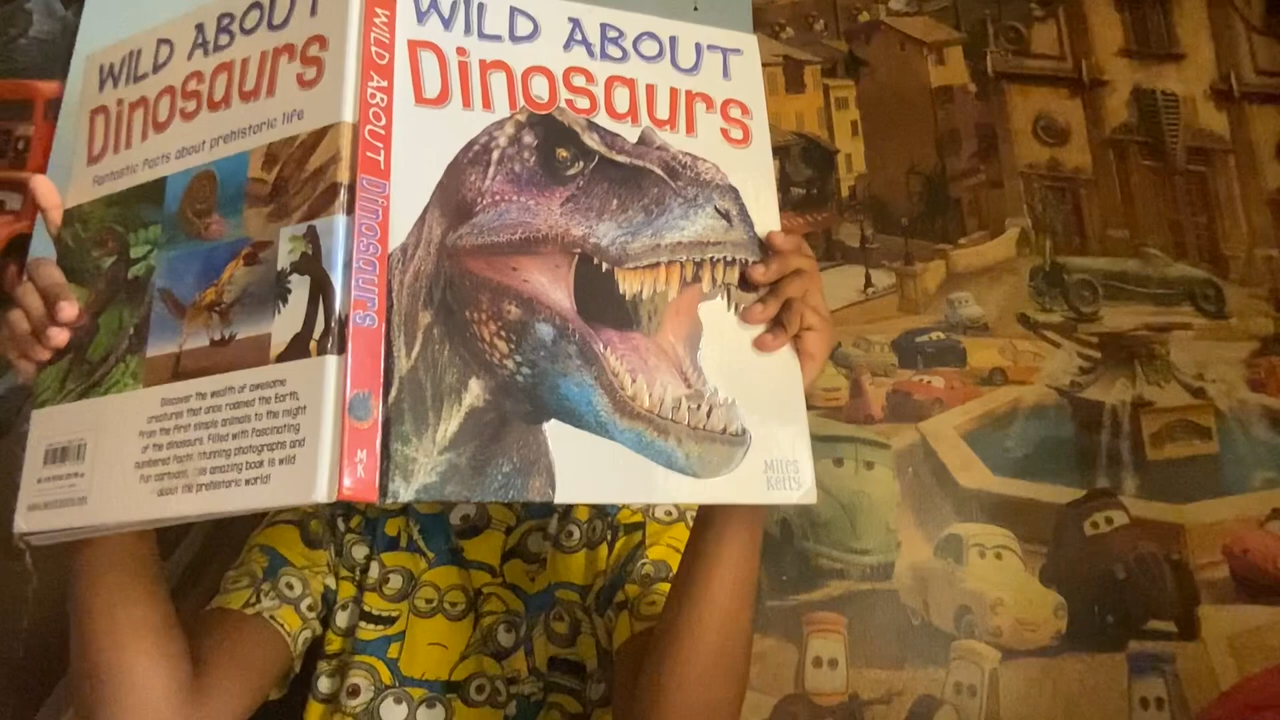 WILD ABOUT
Dinosaurs
Fantastic facts about prehistoric life
Discover the wealth of awesome
creatures that once roamed the Earth,
from the first simple animals to the might
of the dinosaurs. Filled with fascinating
numbered facts, stunning photographs and
fun cartoons, this amazing book is wild
about the prehistoric world!
WILD ABOUT Dinosaurs
MK
WILD ABOUT
Dinosaurs
Miles
Kelly